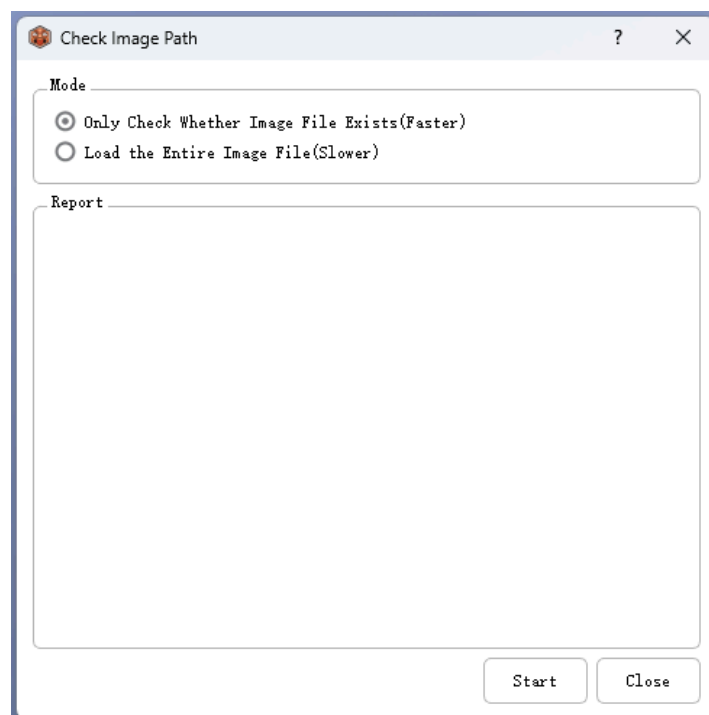 Check Image Path
?
Mode
Only Check Whether Image File Exists(Faster)
Load the Entire Image File(Slower)
Report
Start
Close